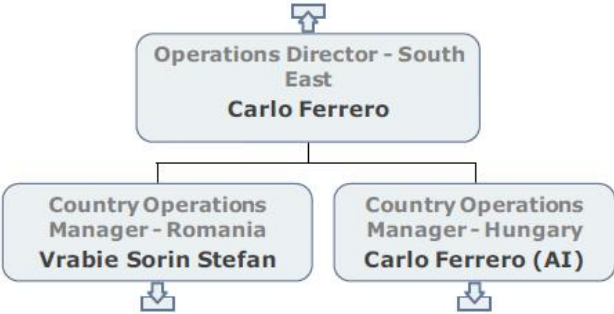 Operations Director - South
East
Carlo Ferrero
Country Operations
Manager - Romania
Vrabie Sorin Stefan
Country Operations
Manager - Hungary
Carlo Ferrero (AI)